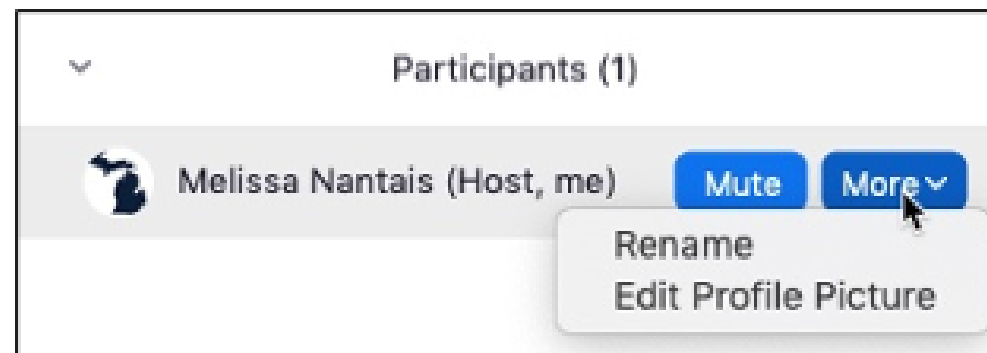 Participants (1)
Melissa Nantais (Host, me) Mute More
Rename
Edit Profile Picture